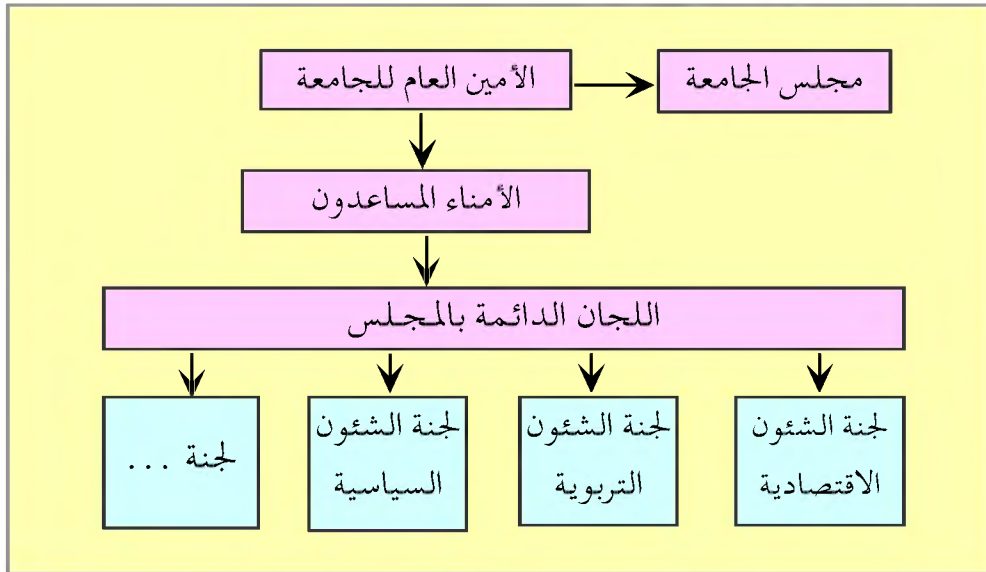 مجلس الجامعة
الأمين العام للجامعة
الأمناء المساعدون
اللجان الدائمة بالمجلس
لجنة الشئون
الاقتصادية
لجنة الشئون
التربوية
لجنة الشئون
السياسية
لجنة ...